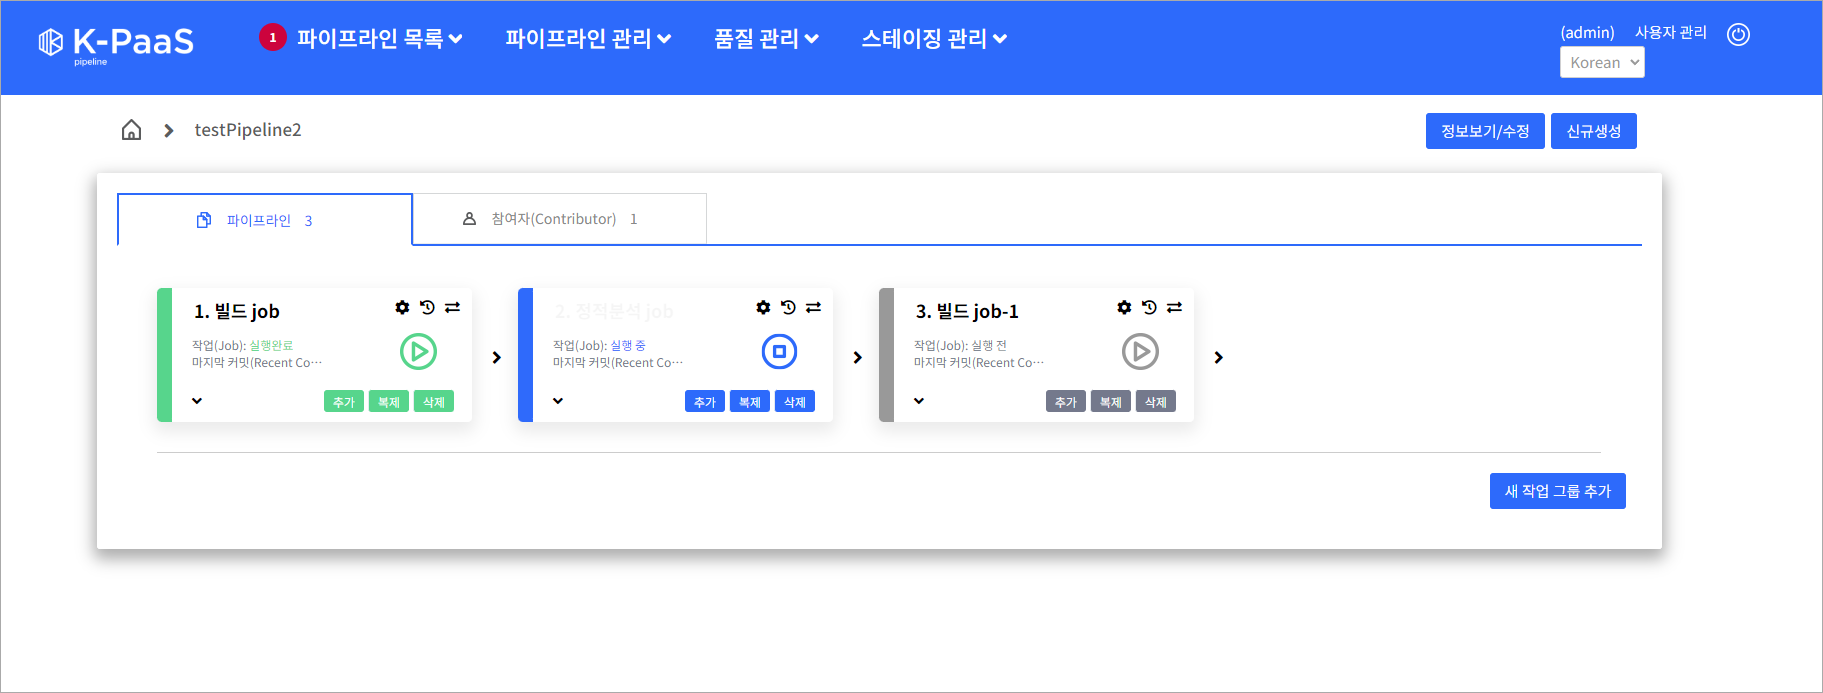 K-PaaS
pipeline
1
파이프라인 목록
파이프라인 관리
품질 관리
스테이징 관리
(admin)
사용자 관리
Korean
testPipeline2
정보보기/수정
신규생성
파이프라인 3
참여자(Contributor) 1
1. 빌드 job
작업(Job): 실행완료
마지막 커밋(Recent Co…
추가
복제
삭제
2. 정적분석 job
작업(Job): 실행 중
마지막 커밋(Recent Co…
추가
복제
삭제
3. 빌드 job-1
작업(Job): 실행 전
마지막 커밋(Recent Co…
추가
복제
삭제
새 작업 그룹 추가